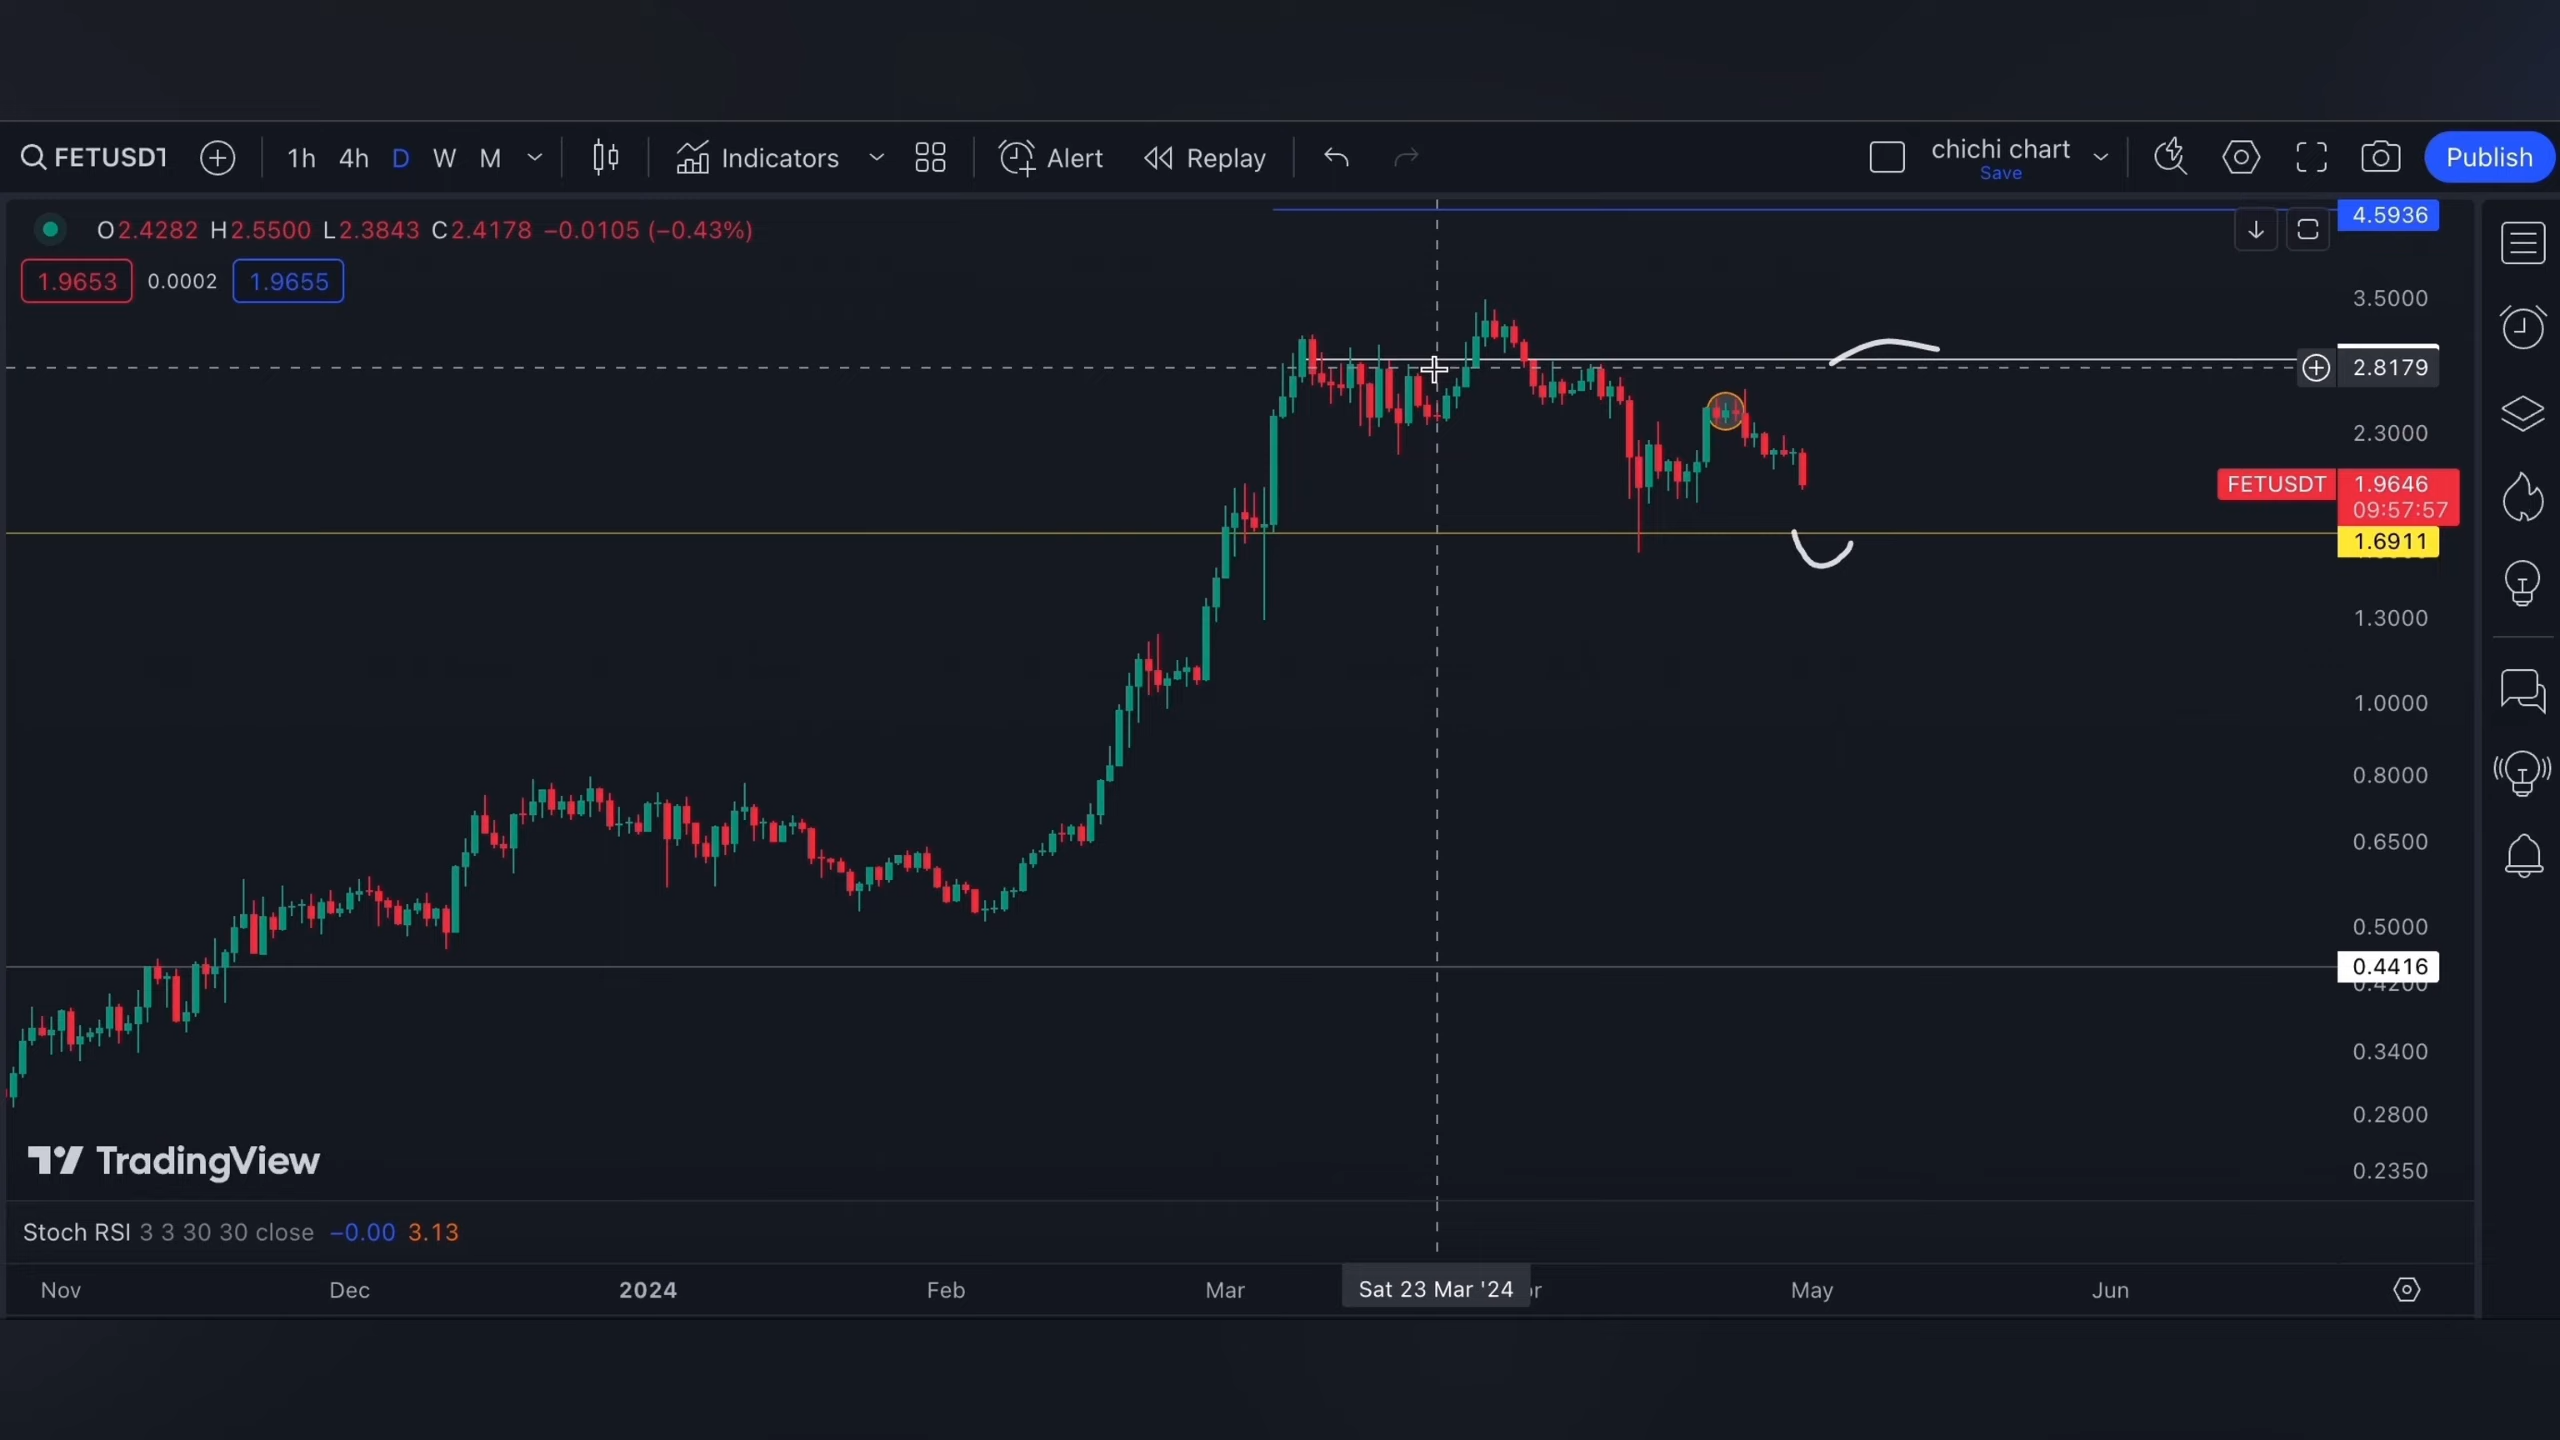 FETUSDT 1h 4h D W M Indicators Alert Replay chichi chart Save Publish
O2.4282 H2.5500 L2.3843 C2.4178 −0.0105 (−0.43%)
1.9653 0.0002 1.9655
4.5936
3.5000
2.8179
2.3000
FETUSDT 1.9646
09:57:57
1.6911
1.3000
1.0000
0.8000
0.6500
0.5000
0.4416
0.4200
0.3400
0.2800
0.2350
TradingView
Stoch RSI 3 3 30 30 close −0.00 3.13
Nov Dec 2024 Feb Mar Sat 23 Mar '24 May Jun